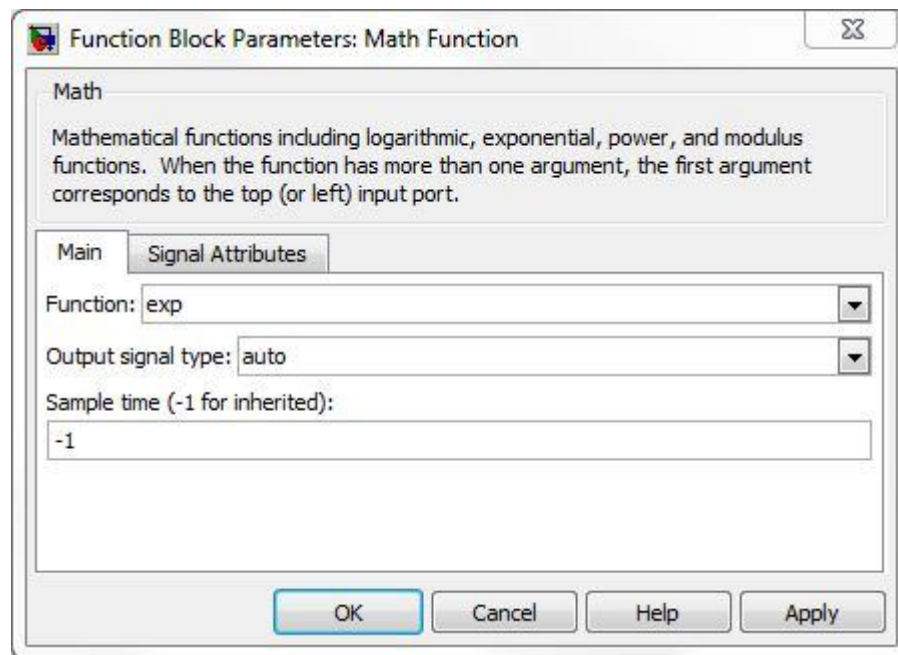 Function Block Parameters: Math Function
Math
Mathematical functions including logarithmic, exponential, power, and modulus
functions. When the function has more than one argument, the first argument
corresponds to the top (or left) input port.
Main Signal Attributes
Function: exp
Output signal type: auto
Sample time (-1 for inherited):
-1
OK Cancel Help Apply